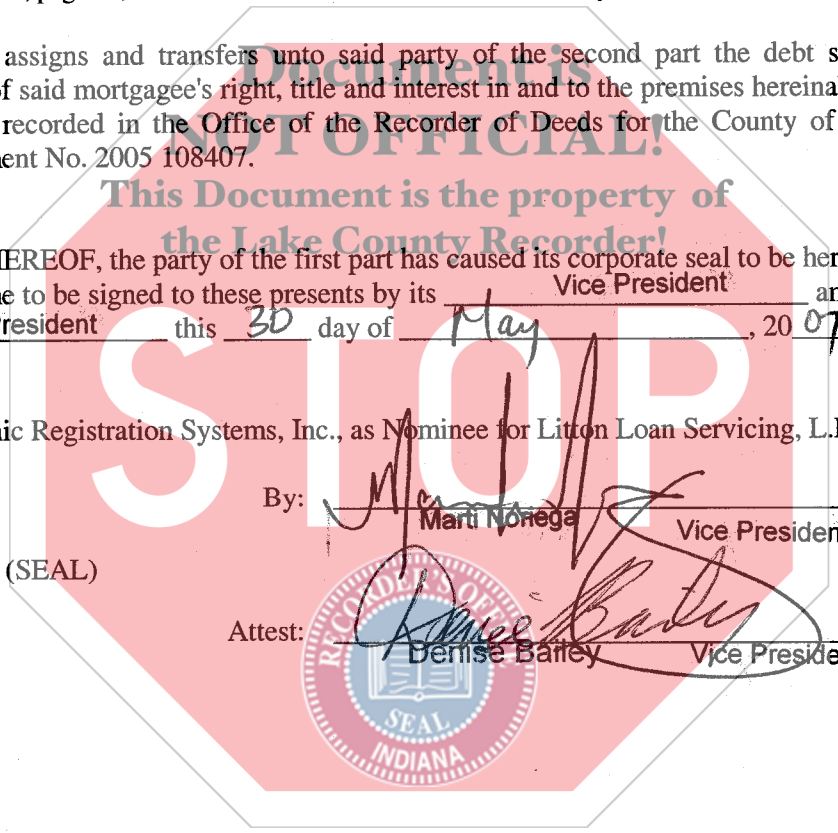 assigns and transfers unto said party of the second part the debt s
of said mortgagee's right, title and interest in and to the premises hereina
recorded in the Office of the Recorder of Deeds for the County of
ent No. 2005 108407.
Document is
NOT OFFICIAL!
This Document is the property of
the Lake County Recorder!
EREOF, the party of the first part has caused its corporate seal to be her
e to be signed to these presents by its Vice President an
resident this 30 day of May, 20 07
STOP
ic Registration Systems, Inc., as Nominee for Litton Loan Servicing, L.
By:
Marti Noriega Vice Presiden
(SEAL)
Attest: Denise Bailey
Denise Bailey Vice Preside
RECORDER'S OFFICE
SEAL
INDIANA